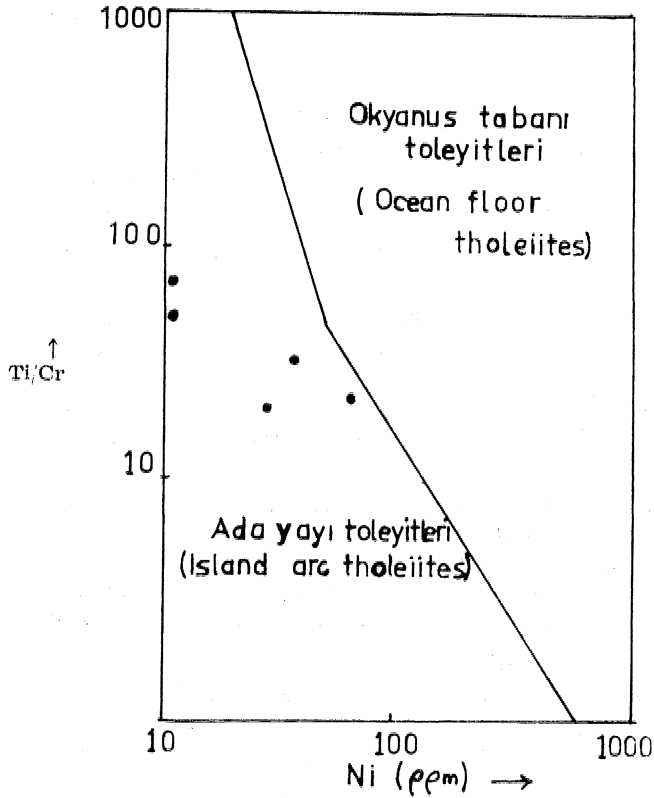 1000
Okyanus tabanı
toleyitleri
(Ocean floor
tholeiites)
100
↑
Ti/Cr
10
Ada yayı toleyitleri
(Island arc tholeiites)
10
100
1000
Ni (ppm) →